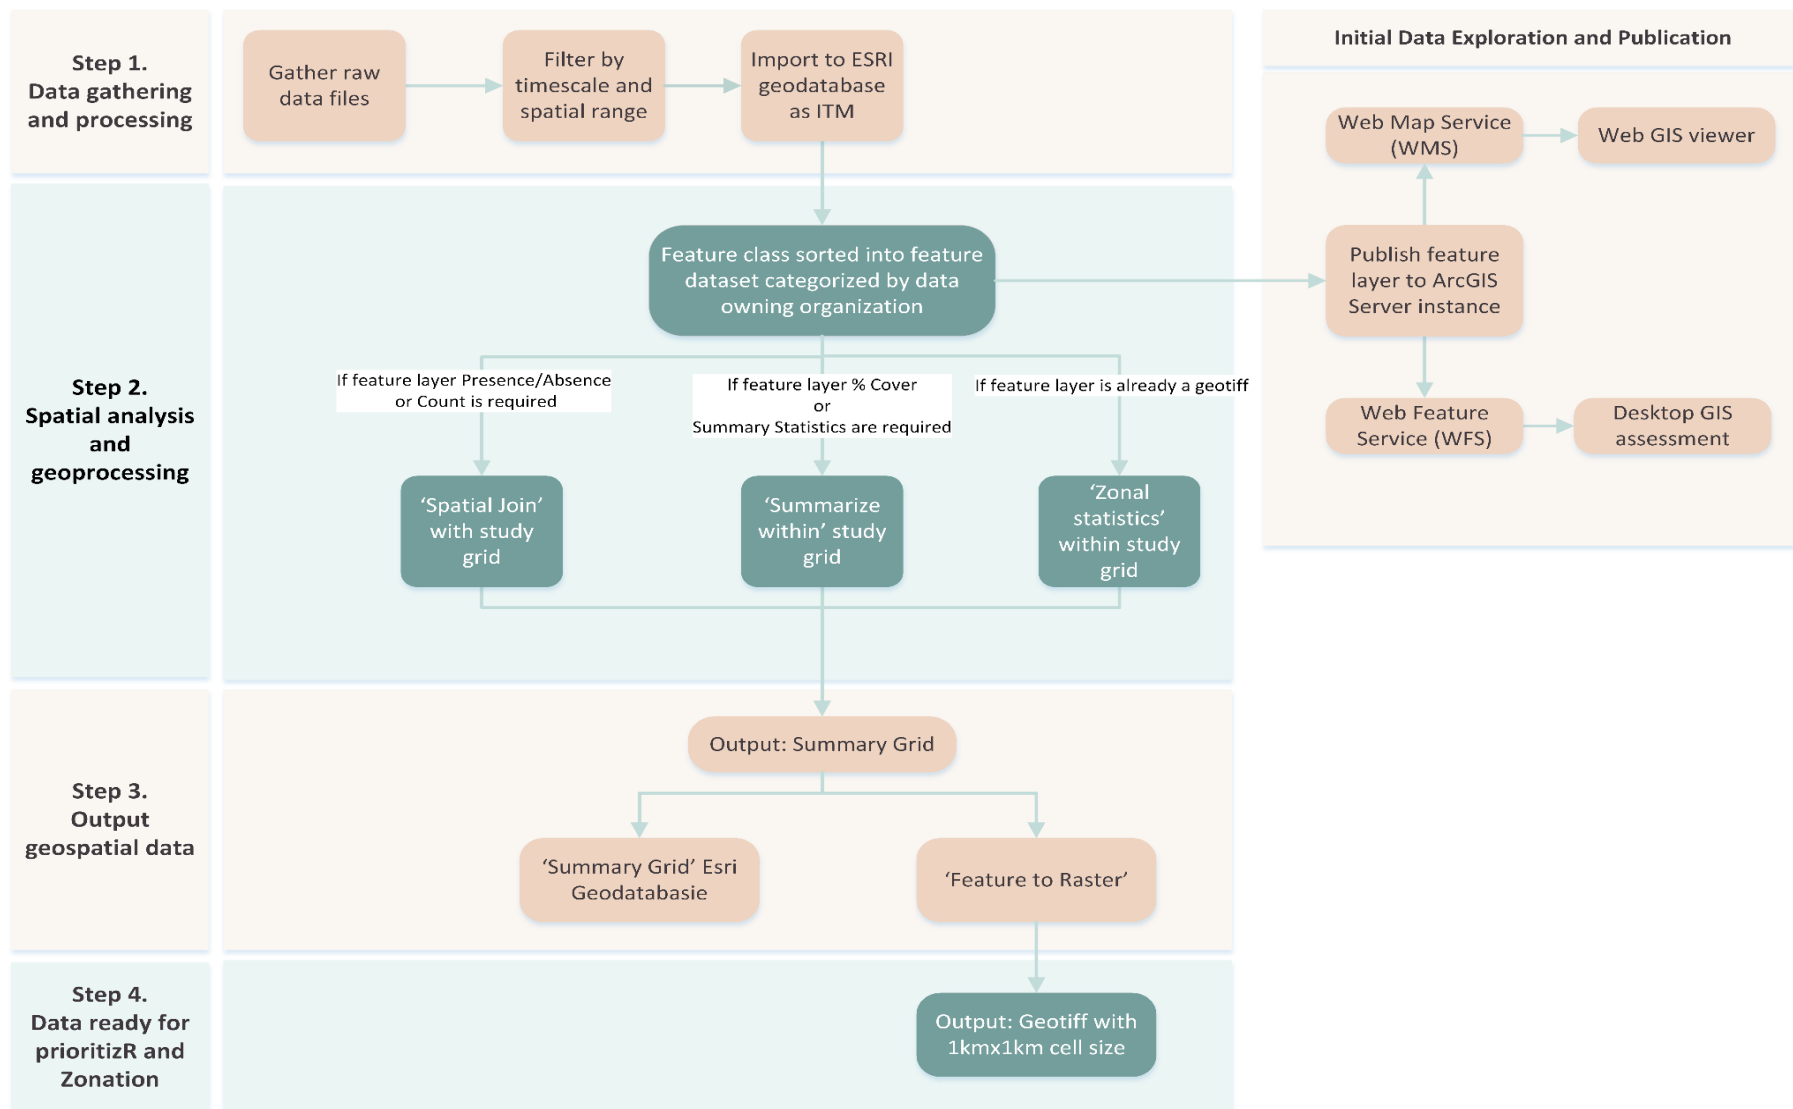 Step 1.
Data gathering
and processing
Gather raw
data files
Filter by
timescale and
spatial range
Import to ESRI
geodatabase
as ITM
Initial Data Exploration and Publication
Web Map Service
(WMS)
Web GIS viewer
Publish feature
layer to ArcGIS
Server instance
Web Feature
Service (WFS)
Desktop GIS
assessment
Step 2.
Spatial analysis
and
geoprocessing
Feature class sorted into feature
dataset categorized by data
owning organization
If feature layer Presence/Absence
or Count is required
If feature layer % Cover
or
Summary Statistics are required
If feature layer is already a geotiff
‘Spatial Join’
with study
grid
‘Summarize
within’ study
grid
‘Zonal
statistics’
within study
grid
Step 3.
Output
geospatial data
Output: Summary Grid
‘Summary Grid’ Esri
Geodatabasie
‘Feature to Raster’
Step 4.
Data ready for
prioritizR and
Zonation
Output: Geotiff with
1kmx1km cell size